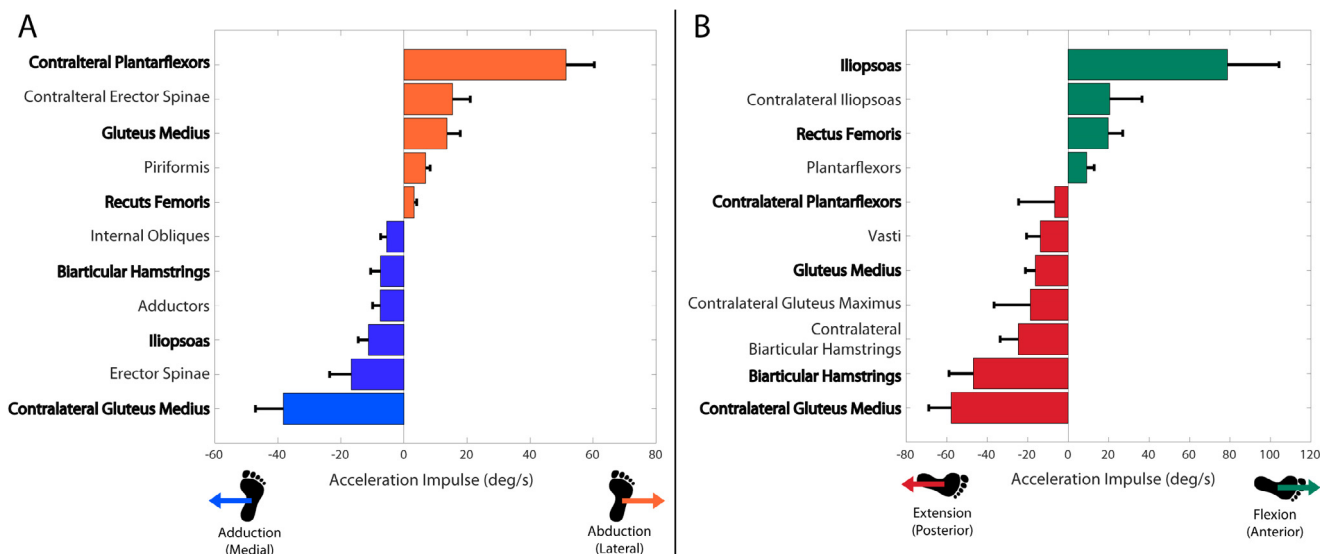 A
Contralteral Plantarflexors
Contralteral Erector Spinae
Gluteus Medius
Piriformis
Recuts Femoris
Internal Obliques
Biarticular Hamstrings
Adductors
Iliopsoas
Erector Spinae
Contralateral Gluteus Medius
-60 -40 -20 0 20 40 60 80
Acceleration Impulse (deg/s)
Adduction
(Medial)
Abduction
(Lateral)
B
Iliopsoas
Contralateral Iliopsoas
Rectus Femoris
Plantarflexors
Contralateral Plantarflexors
Vasti
Gluteus Medius
Contralateral Gluteus Maximus
Contralateral
Biarticular Hamstrings
Biarticular Hamstrings
Contralateral Gluteus Medius
-80 -60 -40 -20 0 20 40 60 80 100 120
Acceleration Impulse (deg/s)
Extension
(Posterior)
Flexion
(Anterior)